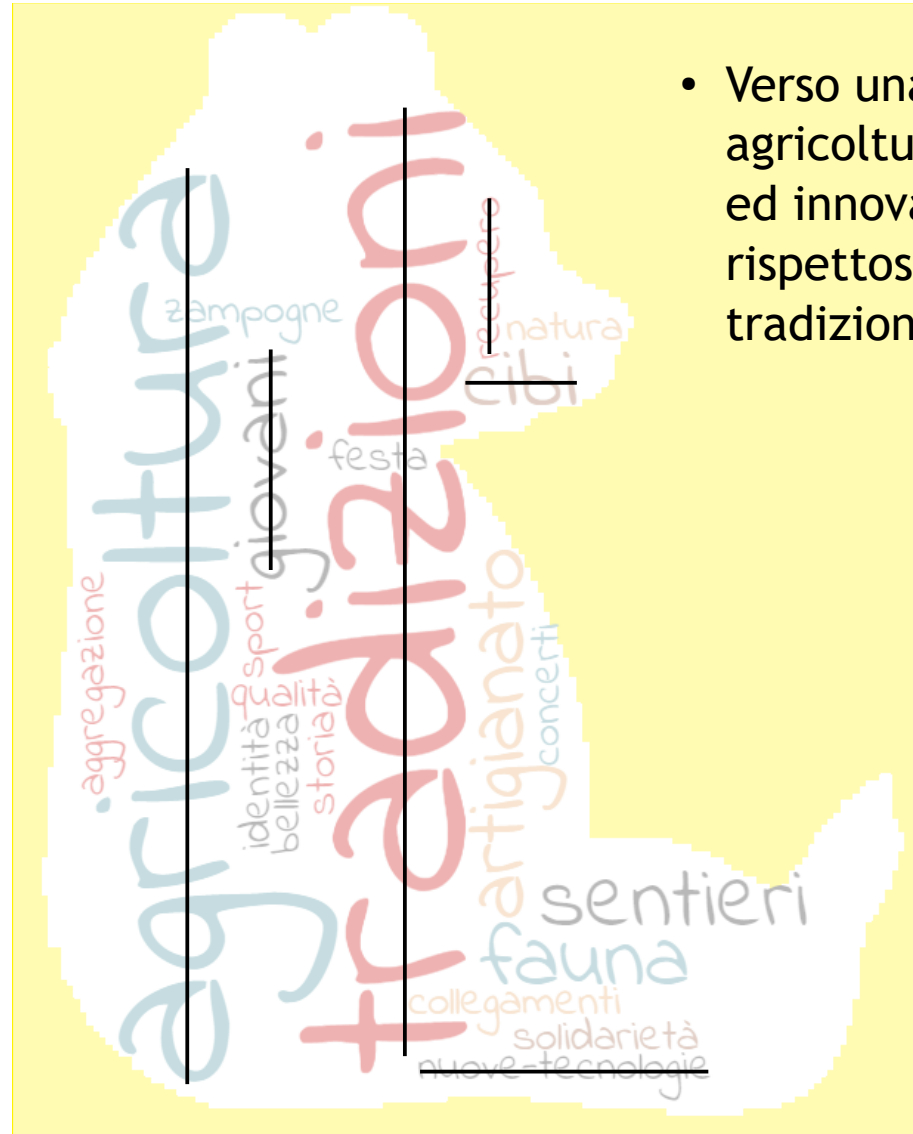 • Verso una
agricoltu
ed innova
rispettos
tradizion
agricoltura
tradizioni
recupero
zampogne
natura
giovani
cibi
festa
aggregazione
sport
qualità
identità
bellezza
storia
artigianato
concerti
sentieri
fauna
collegamenti
solidarietà
nuove-tecnologie